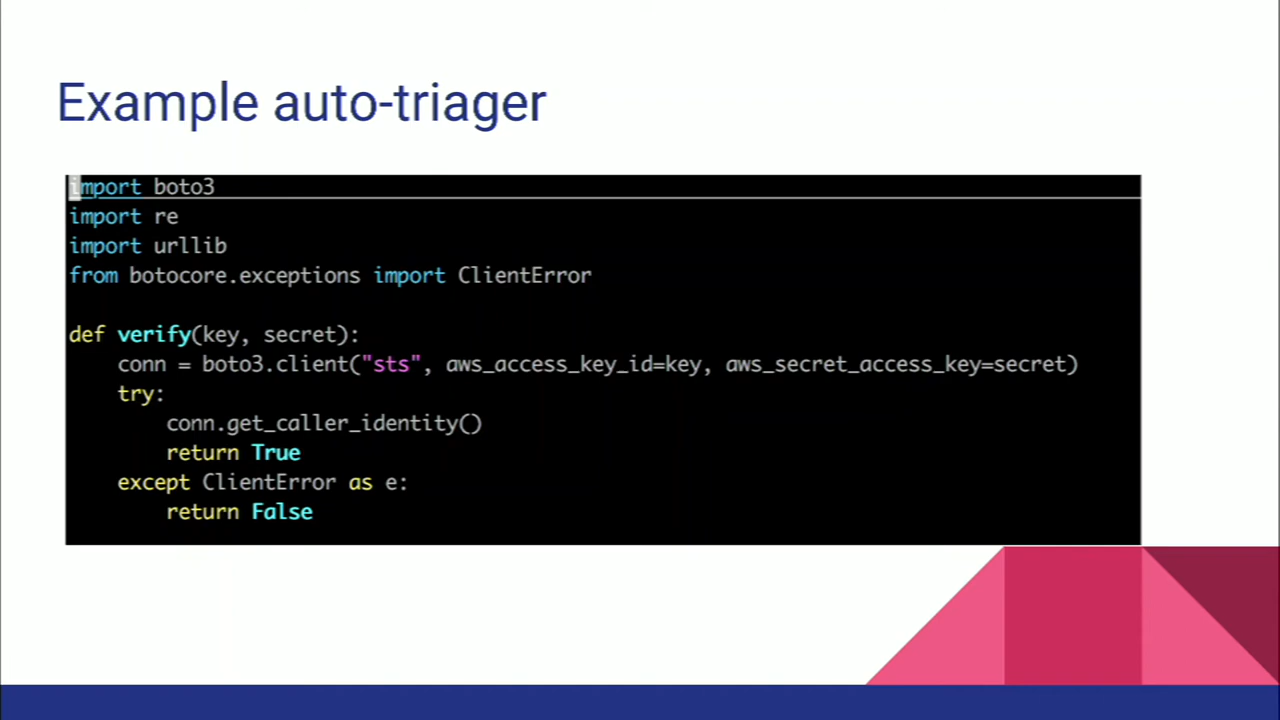 Example auto-triager
import boto3
import re
import urllib
from botocore.exceptions import ClientError
def verify(key, secret):
conn = boto3.client("sts", aws_access_key_id=key, aws_secret_access_key=secret)
try:
conn.get_caller_identity()
return True
except ClientError as e:
return False